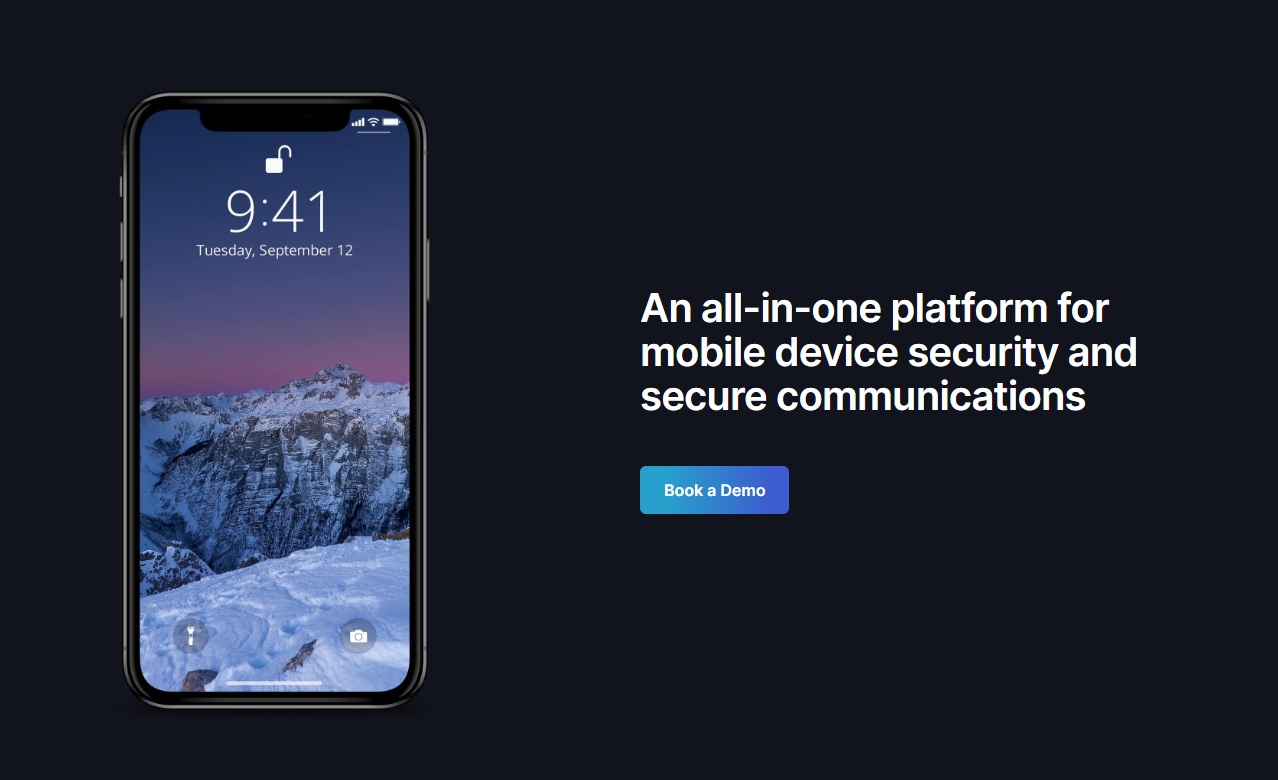 9:41
Tuesday, September 12
An all-in-one platform for
mobile device security and
secure communications
Book a Demo